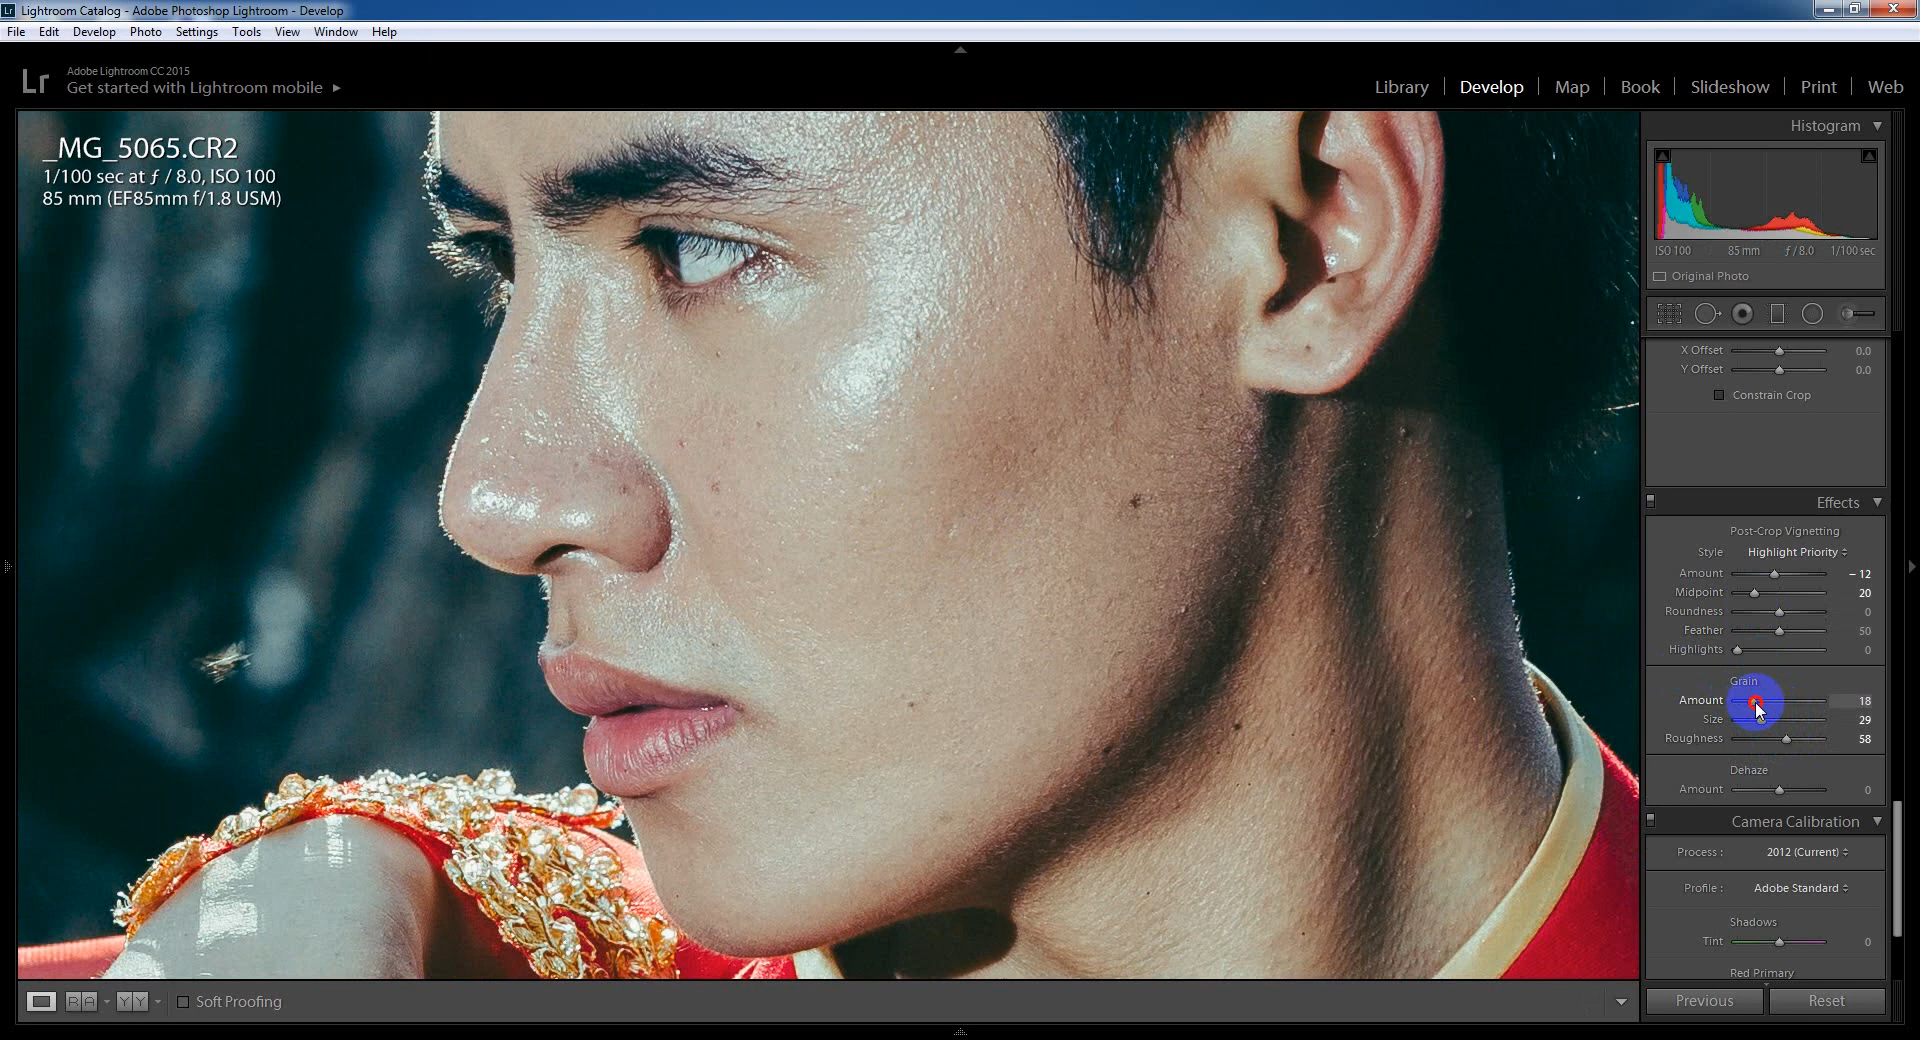 Lr Lightroom Catalog - Adobe Photoshop Lightroom - Develop
File Edit Develop Photo Settings Tools View Window Help
Lr
Adobe Lightroom CC 2015
Get started with Lightroom mobile
Library Develop Map Book Slideshow Print Web
_MG_5065.CR2
1/100 sec at ƒ / 8.0, ISO 100
85 mm (EF85mm f/1.8 USM)
Histogram
ISO 100 85 mm ƒ / 8.0 1/100 sec
Original Photo
X Offset 0.0
Y Offset 0.0
Constrain Crop
Effects
Post-Crop Vignetting
Style Highlight Priority
Amount – 12
Midpoint 20
Roundness 0
Feather 50
Highlights 0
Grain
Amount 18
Size 29
Roughness 58
Dehaze
Amount 0
Camera Calibration
Process : 2012 (Current)
Profile : Adobe Standard
Shadows
Tint 0
Red Primary
R A Y Y Soft Proofing
Previous Reset